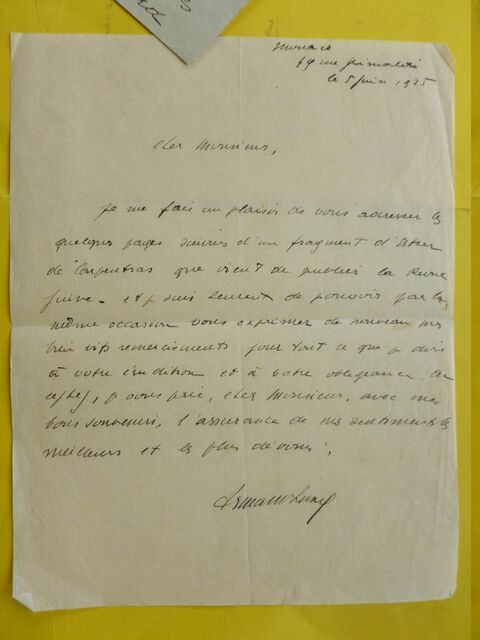 Monaco
rue Grimaldi
le 5 juin 1925
Cher Monsieur,
Je me fais un plaisir de vous adresser les
quelques pages suivies d'un fragment d'Esther
de Carpentras que vient de publier la Revue
juive - et je suis heureux de pouvoir par la
même occasion vous exprimer de nouveau mes
bien vifs remerciements pour tout ce que je dois
à votre érudition et à votre obligeance.
je vous prie, cher Monsieur, avec mes
bons souvenirs, l'assurance de mes sentiments les
meilleurs et les plus dévoués.
Armand Lunel